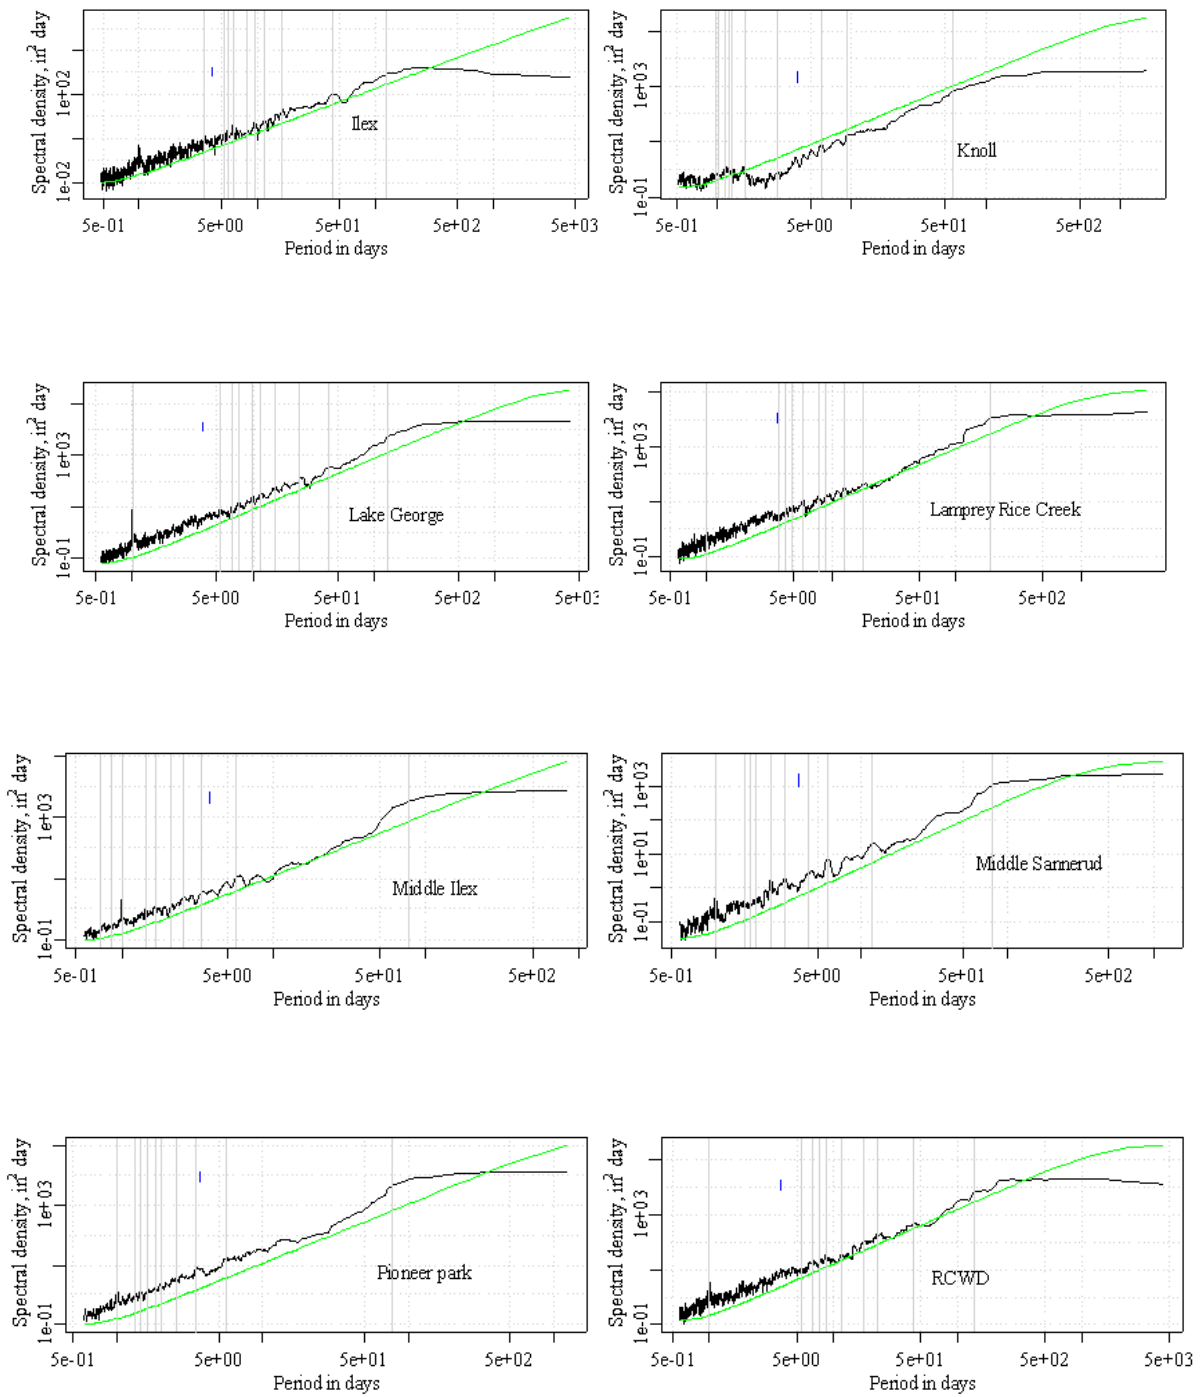 Spectral density, in² day
1e-02
1e+02
Ilex
5e-01 5e+00 5e+01 5e+02 5e+03
Period in days
Spectral density, in² day
1e-01
1e+03
Knoll
5e-01 5e+00 5e+01 5e+02
Period in days
Spectral density, in² day
1e-01
1e+03
Lake George
5e-01 5e+00 5e+01 5e+02 5e+03
Period in days
Spectral density, in² day
1e-01
1e+03
Lamprey Rice Creek
5e-01 5e+00 5e+01 5e+02
Period in days
Spectral density, in² day
1e-01
1e+03
Middle Ilex
5e-01 5e+00 5e+01 5e+02
Period in days
Spectral density, in² day
1e-01
1e+01
1e+03
Middle Sannerud
5e-01 5e+00 5e+01 5e+02
Period in days
Spectral density, in² day
1e-01
1e+03
Pioneer park
5e-01 5e+00 5e+01 5e+02
Period in days
Spectral density, in² day
1e-01
1e+03
RCWD
5e-01 5e+00 5e+01 5e+02 5e+03
Period in days